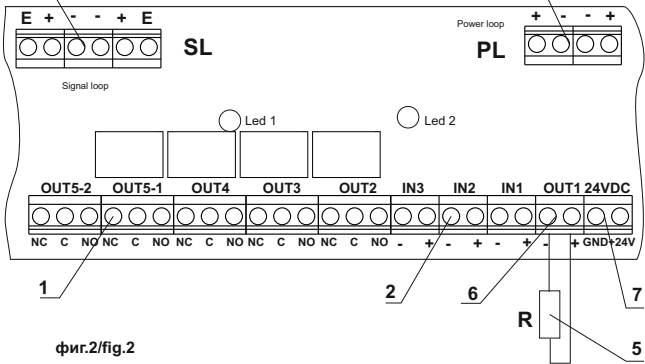 E + - - + E
SL
Signal loop
Power loop
+ - - +
PL
Led 1
Led 2
OUT5-2 OUT5-1 OUT4 OUT3 OUT2 IN3 IN2 IN1 OUT1 24VDC
NC C NO NC C NO NC C NO NC C NO NC C NO - + - + - + - + GND +24V
1
2
6
7
R
5
фиг.2/fig.2